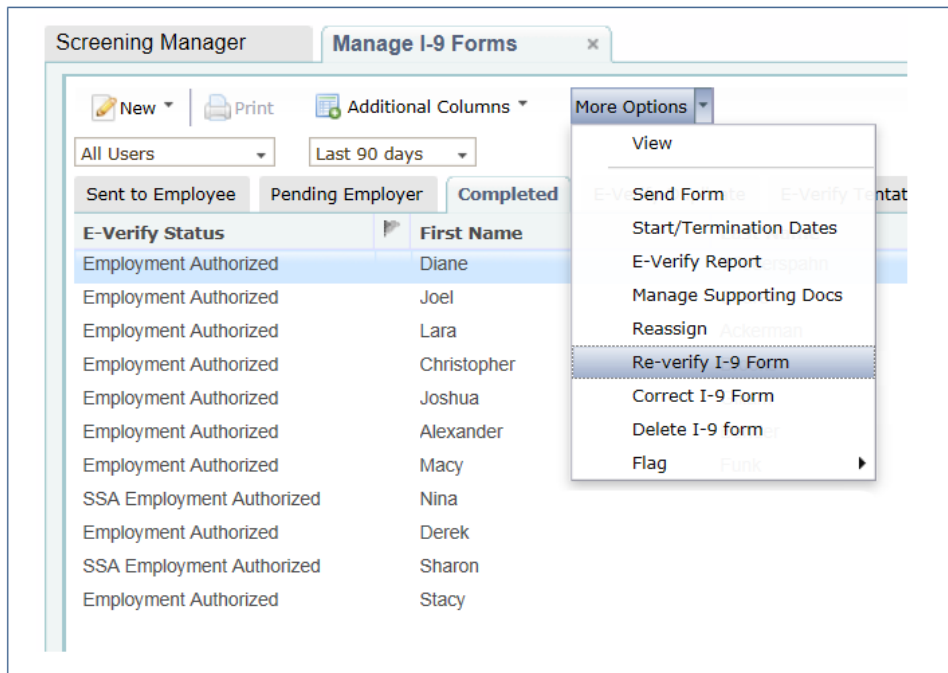 Screening Manager Manage I-9 Forms ×
New Print Additional Columns More Options
All Users Last 90 days
View
Sent to Employee Pending Employer Completed
Send Form
E-Verify Status First Name
Start/Termination Dates
Employment Authorized Diane
E-Verify Report
Employment Authorized Joel
Manage Supporting Docs
Employment Authorized Lara
Reassign Ackerman
Employment Authorized Christopher
Re-verify I-9 Form
Employment Authorized Joshua
Correct I-9 Form
Employment Authorized Alexander
Delete I-9 form
Employment Authorized Macy
Flag Funk
SSA Employment Authorized Nina
Employment Authorized Derek
SSA Employment Authorized Sharon
Employment Authorized Stacy